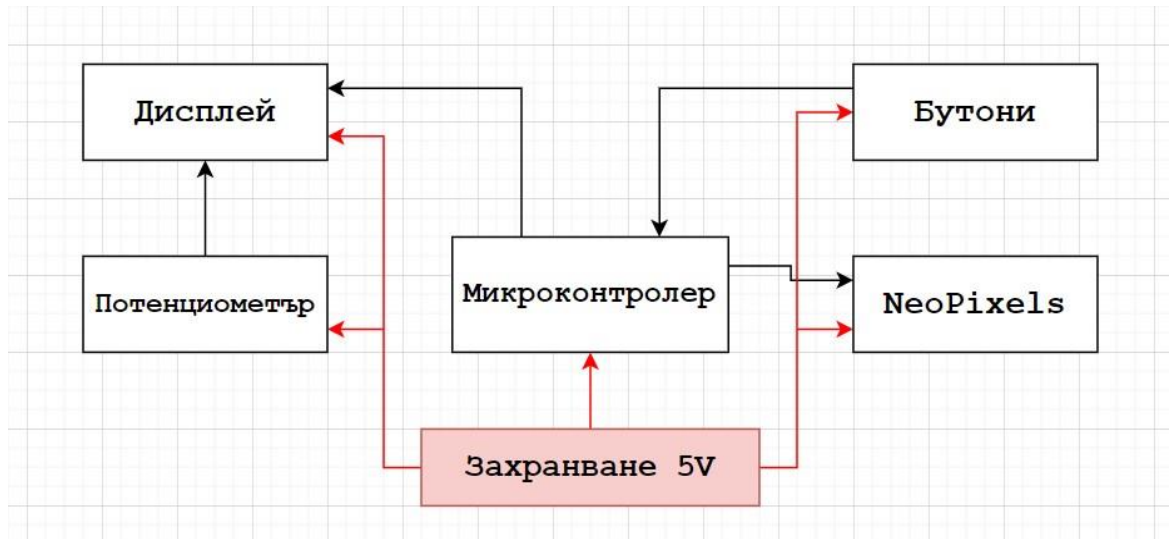 Дисплей
Бутони
Потенциометър
Микроконтролер
NeoPixels
Захранване 5V